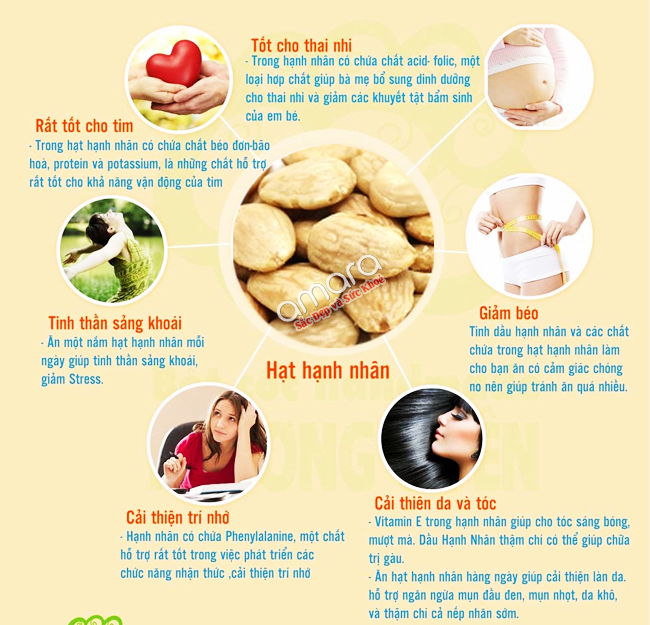 Tốt cho thai nhi
- Trong hạnh nhân có chứa chất acid- folic, một
loại hợp chất giúp bà mẹ bổ sung dinh dưỡng
cho thai nhi và giảm các khuyết tật bẩm sinh
của em bé.
Rất tốt cho tim
- Trong hạt hạnh nhân có chứa chất béo đơn-bão
hoà, protein và potassium, là những chất hỗ trợ
rất tốt cho khả năng vận động của tim
amara
Sắc Đẹp và Sức Khoẻ
Tinh thần sảng khoái
- Ăn một nắm hạt hạnh nhân mỗi
ngày giúp tinh thần sảng khoái,
giảm Stress.
Giảm béo
Tinh dầu hạnh nhân và các chất
chứa trong hạt hạnh nhân làm
cho bạn ăn có cảm giác chóng
no nên giúp tránh ăn quá nhiều.
Hạt hạnh nhân
Cải thiện trí nhớ
- Hạnh nhân có chứa Phenylalanine, một chất
hỗ trợ rất tốt trong việc phát triển các
chức năng nhận thức ,cải thiện trí nhớ
Cải thiên da và tóc
- Vitamin E trong hạnh nhân giúp cho tóc sáng bóng,
mượt mà. Dầu Hạnh Nhân thậm chí có thể giúp chữa
trị gàu.
- Ăn hạt hạnh nhân hàng ngày giúp cải thiện làn da.
hỗ trợ ngăn ngừa mụn đầu đen, mụn nhọt, da khô,
và thậm chí cả nếp nhăn sớm.